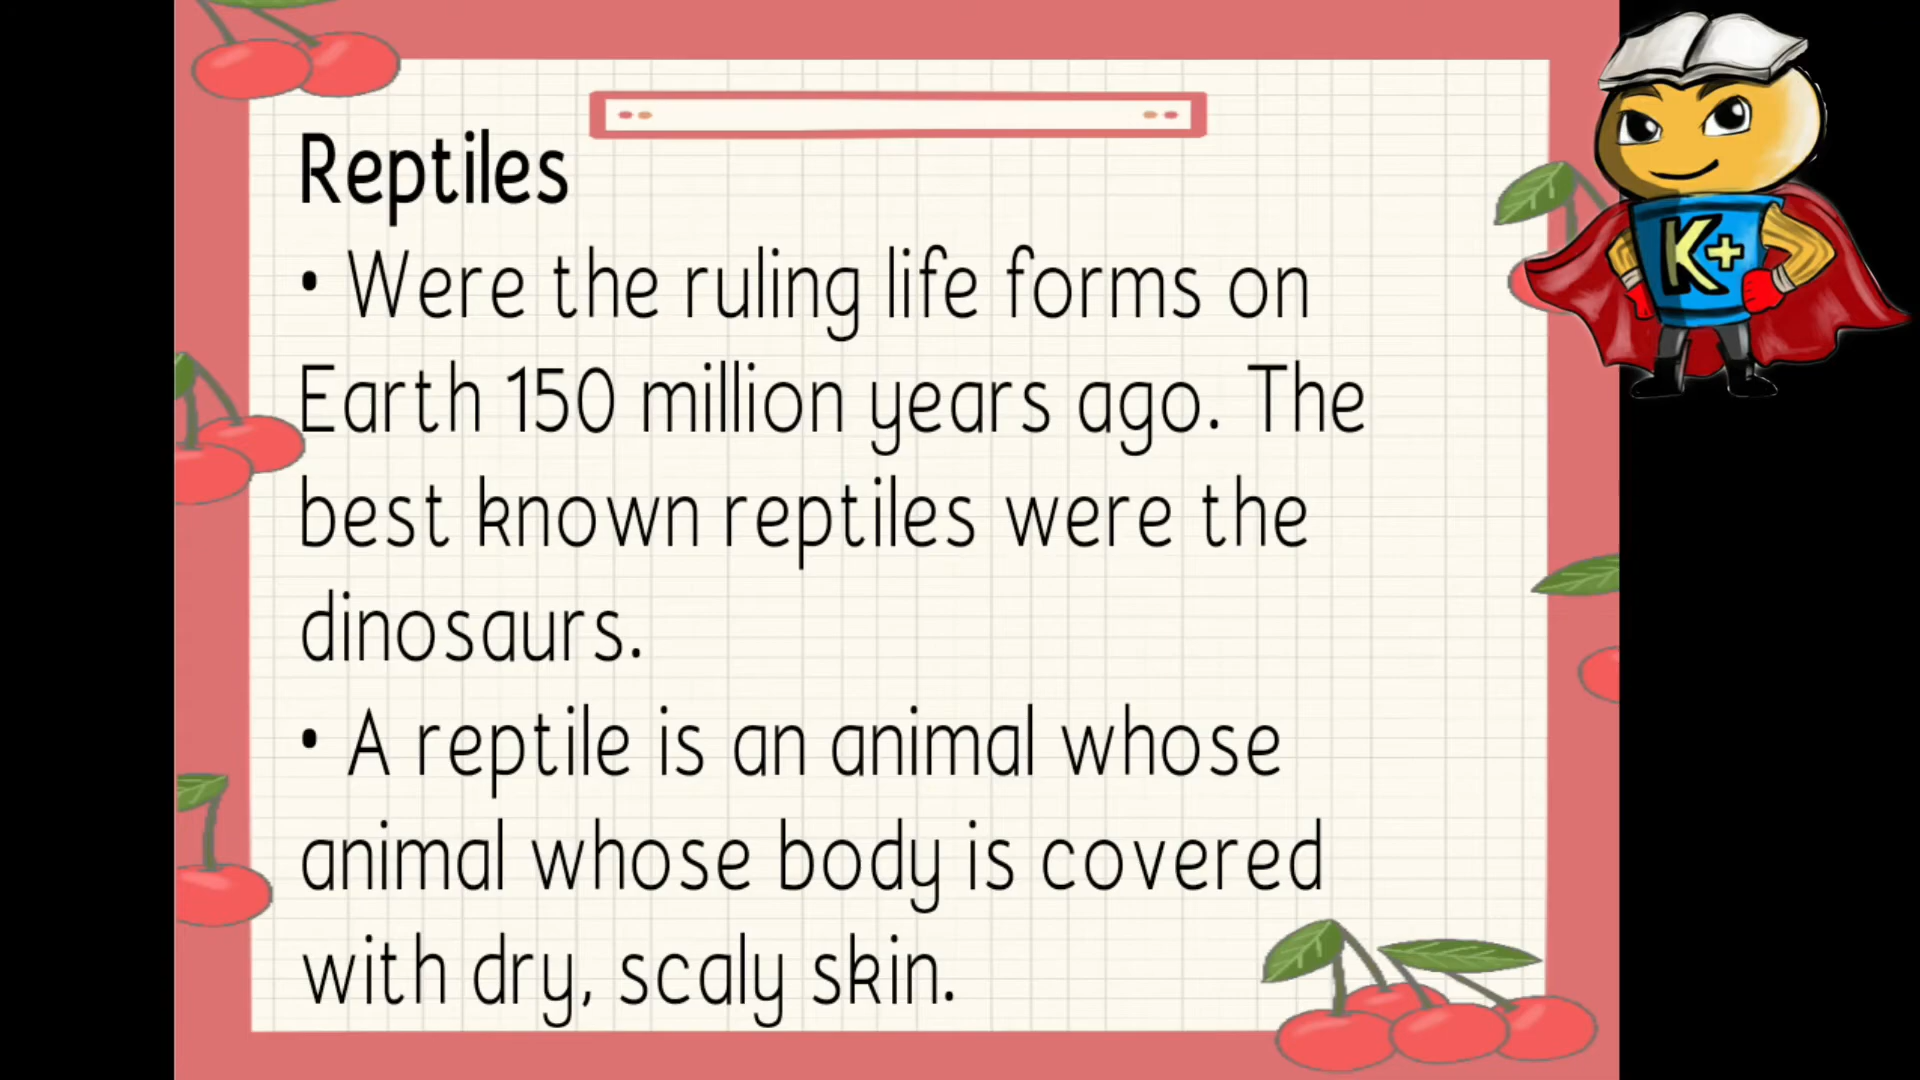 Reptiles
• Were the ruling life forms on
Earth 150 million years ago. The
best known reptiles were the
dinosaurs.
• A reptile is an animal whose
animal whose body is covered
with dry, scaly skin.
K+